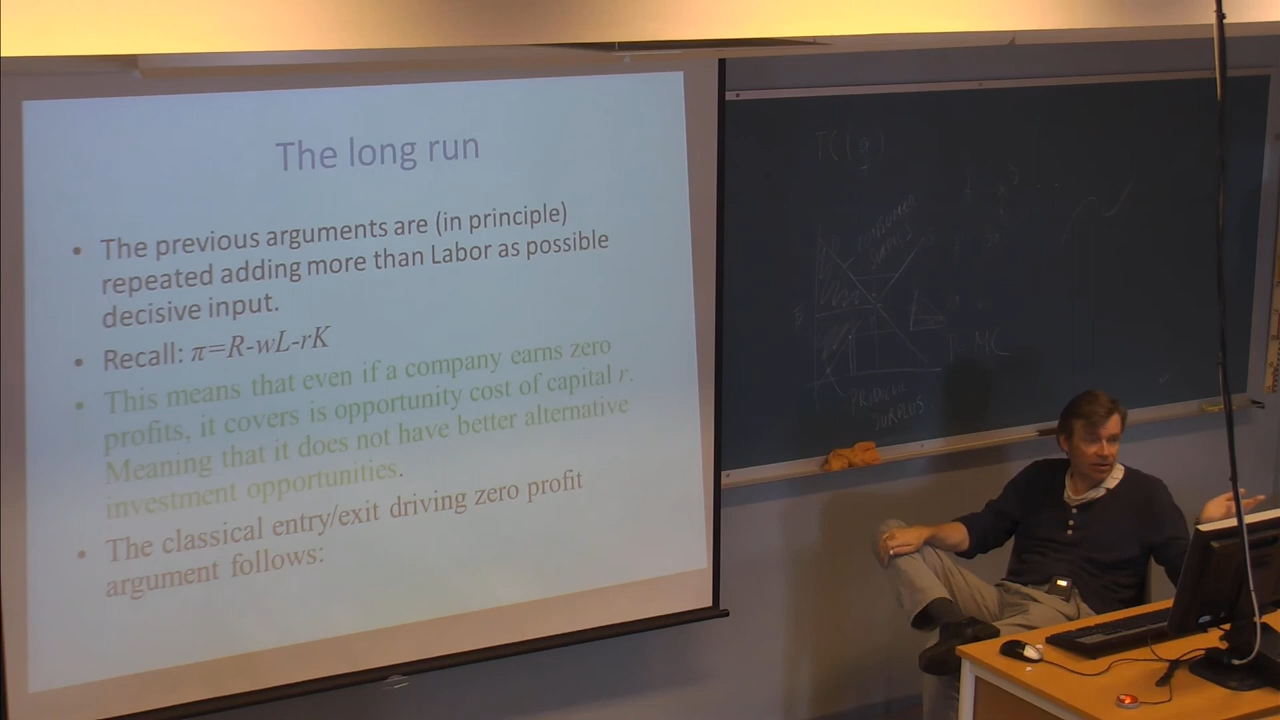 The long run
• The previous arguments are (in principle)
repeated adding more than Labor as possible
decisive input.
• Recall: π=R-wL-rK
• This means that even if a company earns zero
profits, it covers is opportunity cost of capital r.
Meaning that it does not have better alternative
investment opportunities.
• The classical entry/exit driving zero profit
argument follows:
TC(q)
SURPLUS
MC
SURPLUS